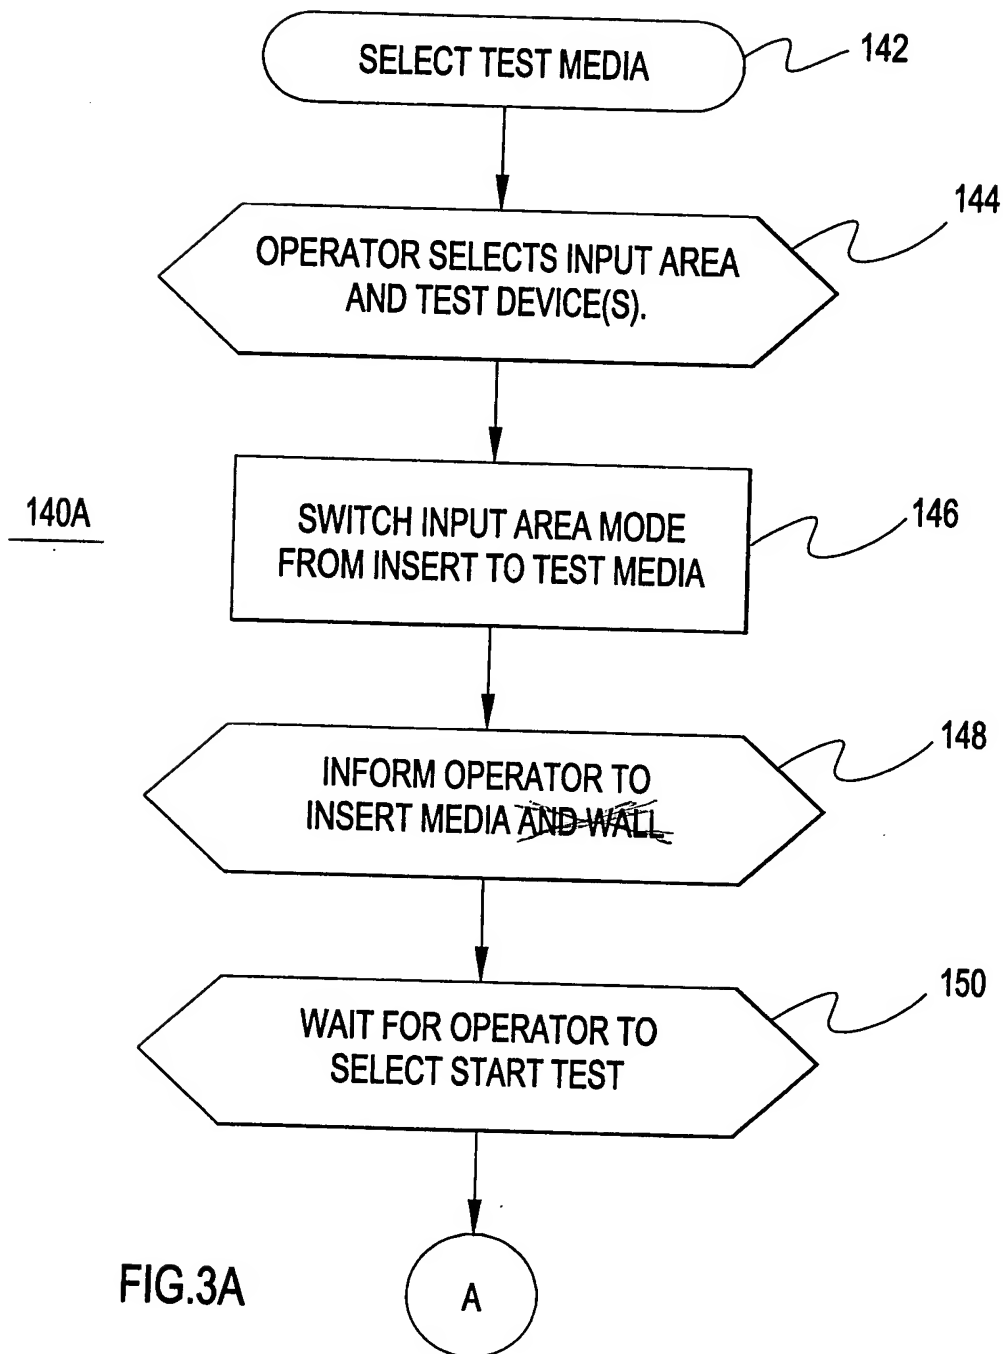 SELECT TEST MEDIA
142
OPERATOR SELECTS INPUT AREA
AND TEST DEVICE(S).
144
140A
SWITCH INPUT AREA MODE
FROM INSERT TO TEST MEDIA
146
INFORM OPERATOR TO
INSERT MEDIA AND WALL
148
WAIT FOR OPERATOR TO
SELECT START TEST
150
FIG.3A
A